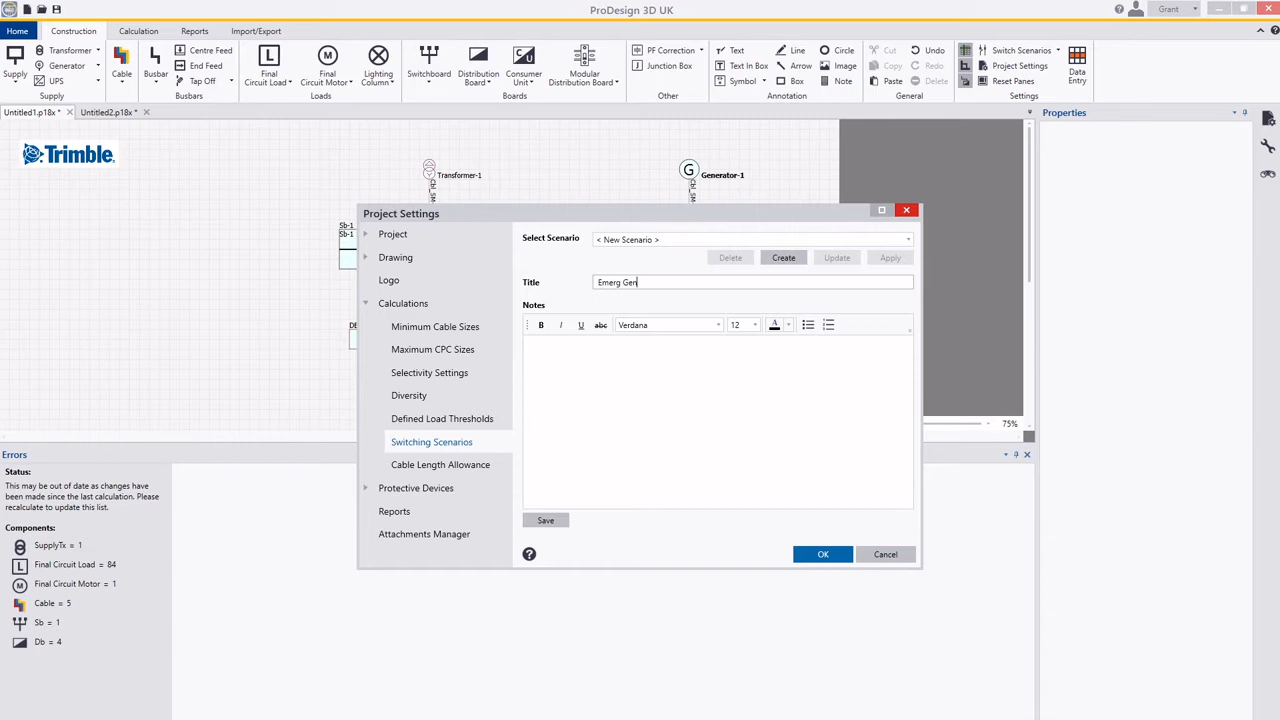 ProDesign 3D UK
Grant
Home Construction Calculation Reports Import/Export
Supply
Transformer
Generator
UPS
Supply
Cable
Busbar
Centre Feed
End Feed
Tap Off
Busbars
Final Circuit Load
Final Circuit Motor
Lighting Column
Loads
Switchboard
Distribution Board
Consumer Unit
Modular Distribution Board
Boards
PF Correction
Junction Box
Other
Text
Text In Box
Symbol
Line
Arrow
Box
Circle
Image
Note
Annotation
Cut
Copy
Paste
Undo
Redo
Delete
General
Switch Scenarios
Project Settings
Reset Panes
Data Entry
Settings
Untitled1.p18x *
Untitled2.p18x *
Properties
Trimble.
Transformer-1
Generator-1
Sb-1
Sb-1
75%
Project Settings
Project
Drawing
Logo
Calculations
Minimum Cable Sizes
Maximum CPC Sizes
Selectivity Settings
Diversity
Defined Load Thresholds
Switching Scenarios
Cable Length Allowance
Protective Devices
Reports
Attachments Manager
Select Scenario
< New Scenario >
Delete Create Update Apply
Title
Emerg Gen
Notes
B I U abc Verdana 12 A
Save
OK Cancel
Errors
Status:
This may be out of date as changes
have been made since the last calculation. Please
recalculate to update this list.
Components:
SupplyTx = 1
Final Circuit Load = 84
Final Circuit Motor = 1
Cable = 5
Sb = 1
Db = 4